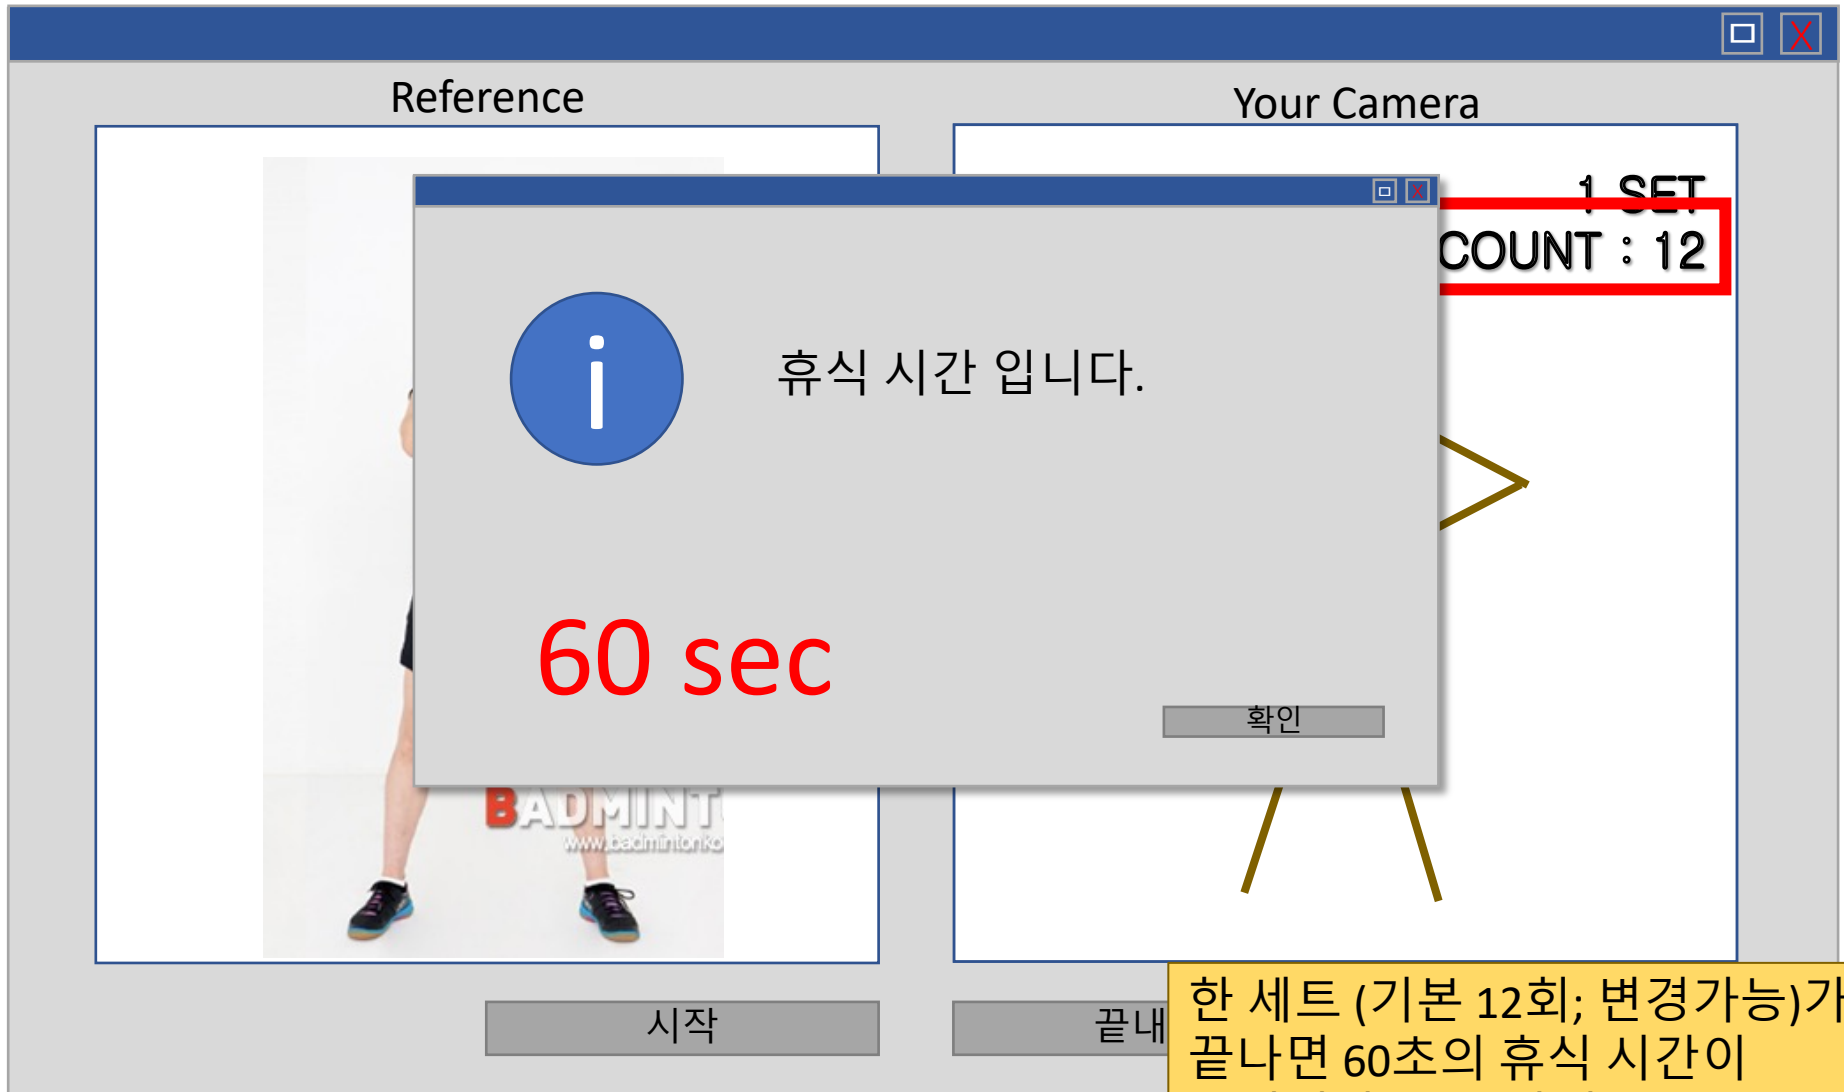 Reference
Your Camera
1 SET
COUNT : 12
X
X
i
휴식 시간 입니다.
60 sec
확인
BADMINT
www.badmintonko
시작
끝내
한 세트 (기본 12회; 변경가능)가
끝나면 60초의 휴식 시간이